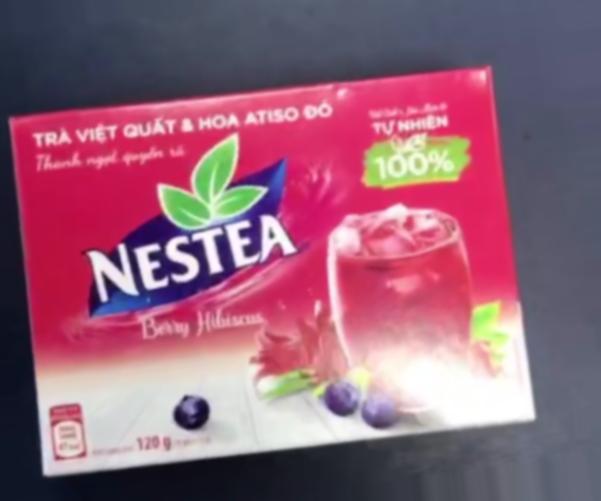 TRÀ VIỆT QUẤT & HOA ATISO ĐỎ
Thanh ngọt quyến rũ
TỰ NHIÊN
100%
NESTEA
Berry Hibiscus
120 g